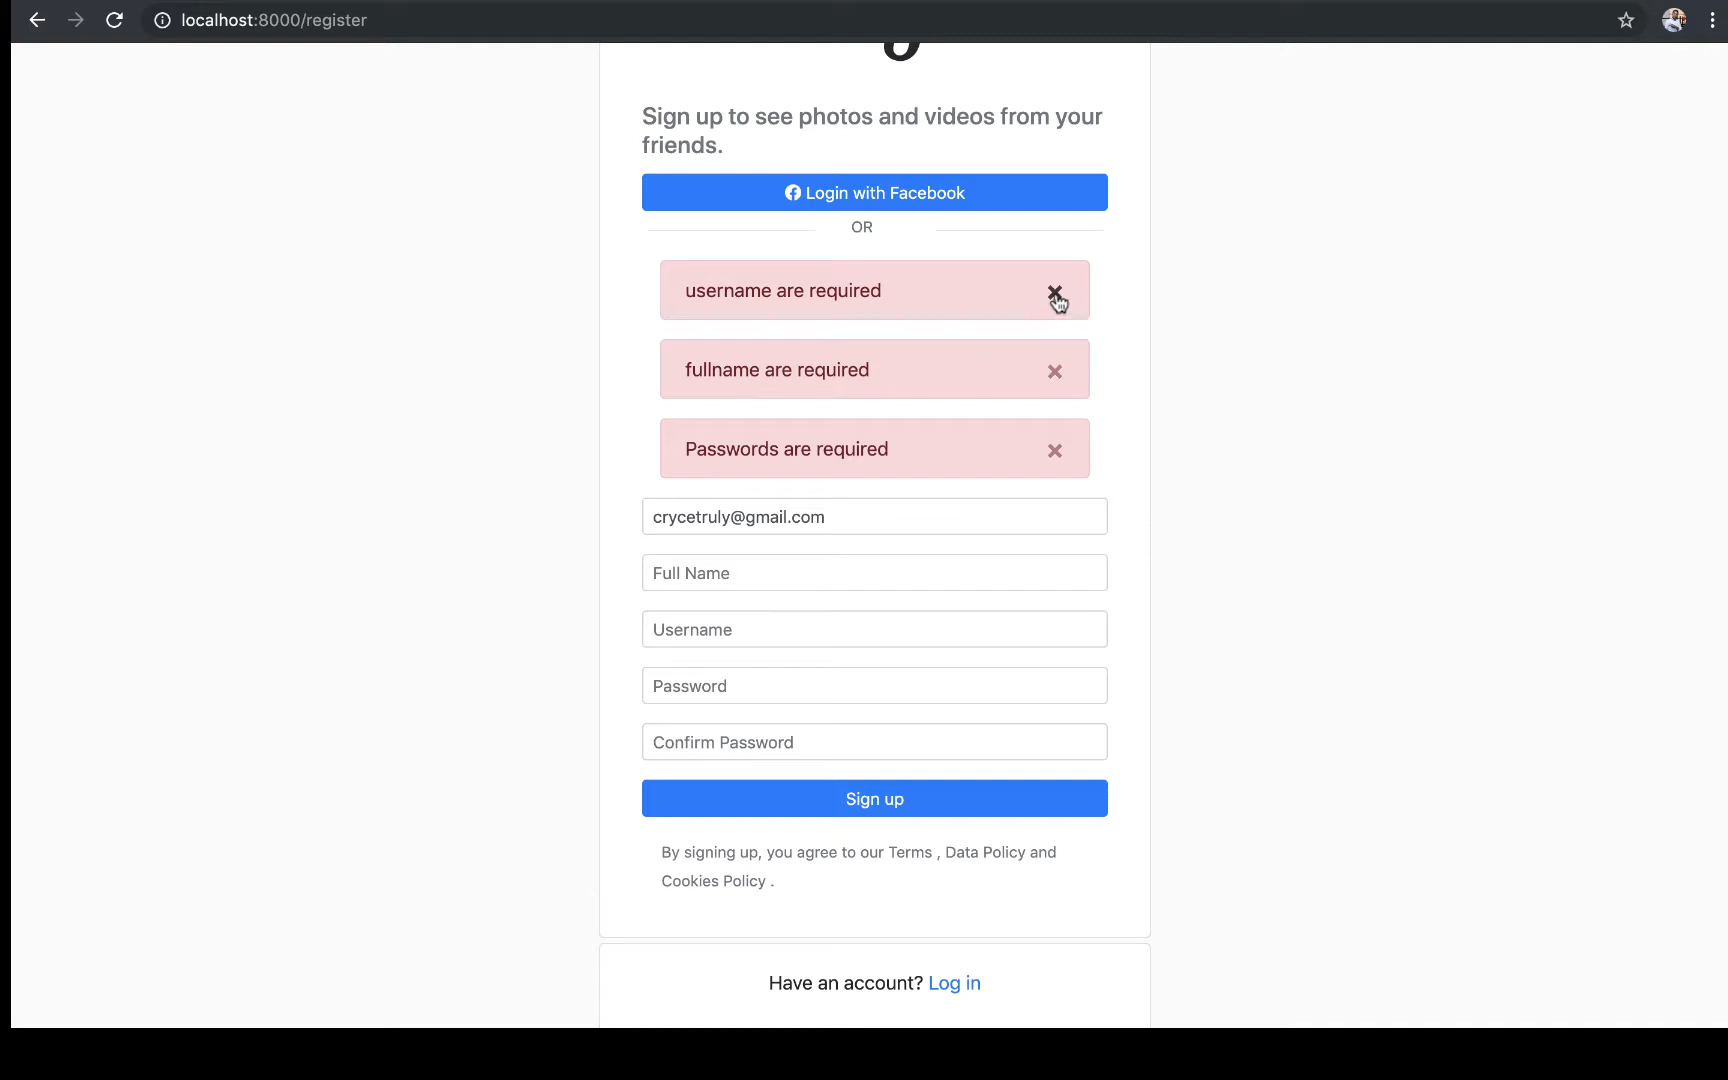 localhost:8000/register
Sign up to see photos and videos from your
friends.
Login with Facebook
OR
username are required
fullname are required
Passwords are required
crycetruly@gmail.com
Full Name
Username
Password
Confirm Password
Sign up
By signing up, you agree to our Terms , Data Policy and
Cookies Policy .
Have an account? Log in